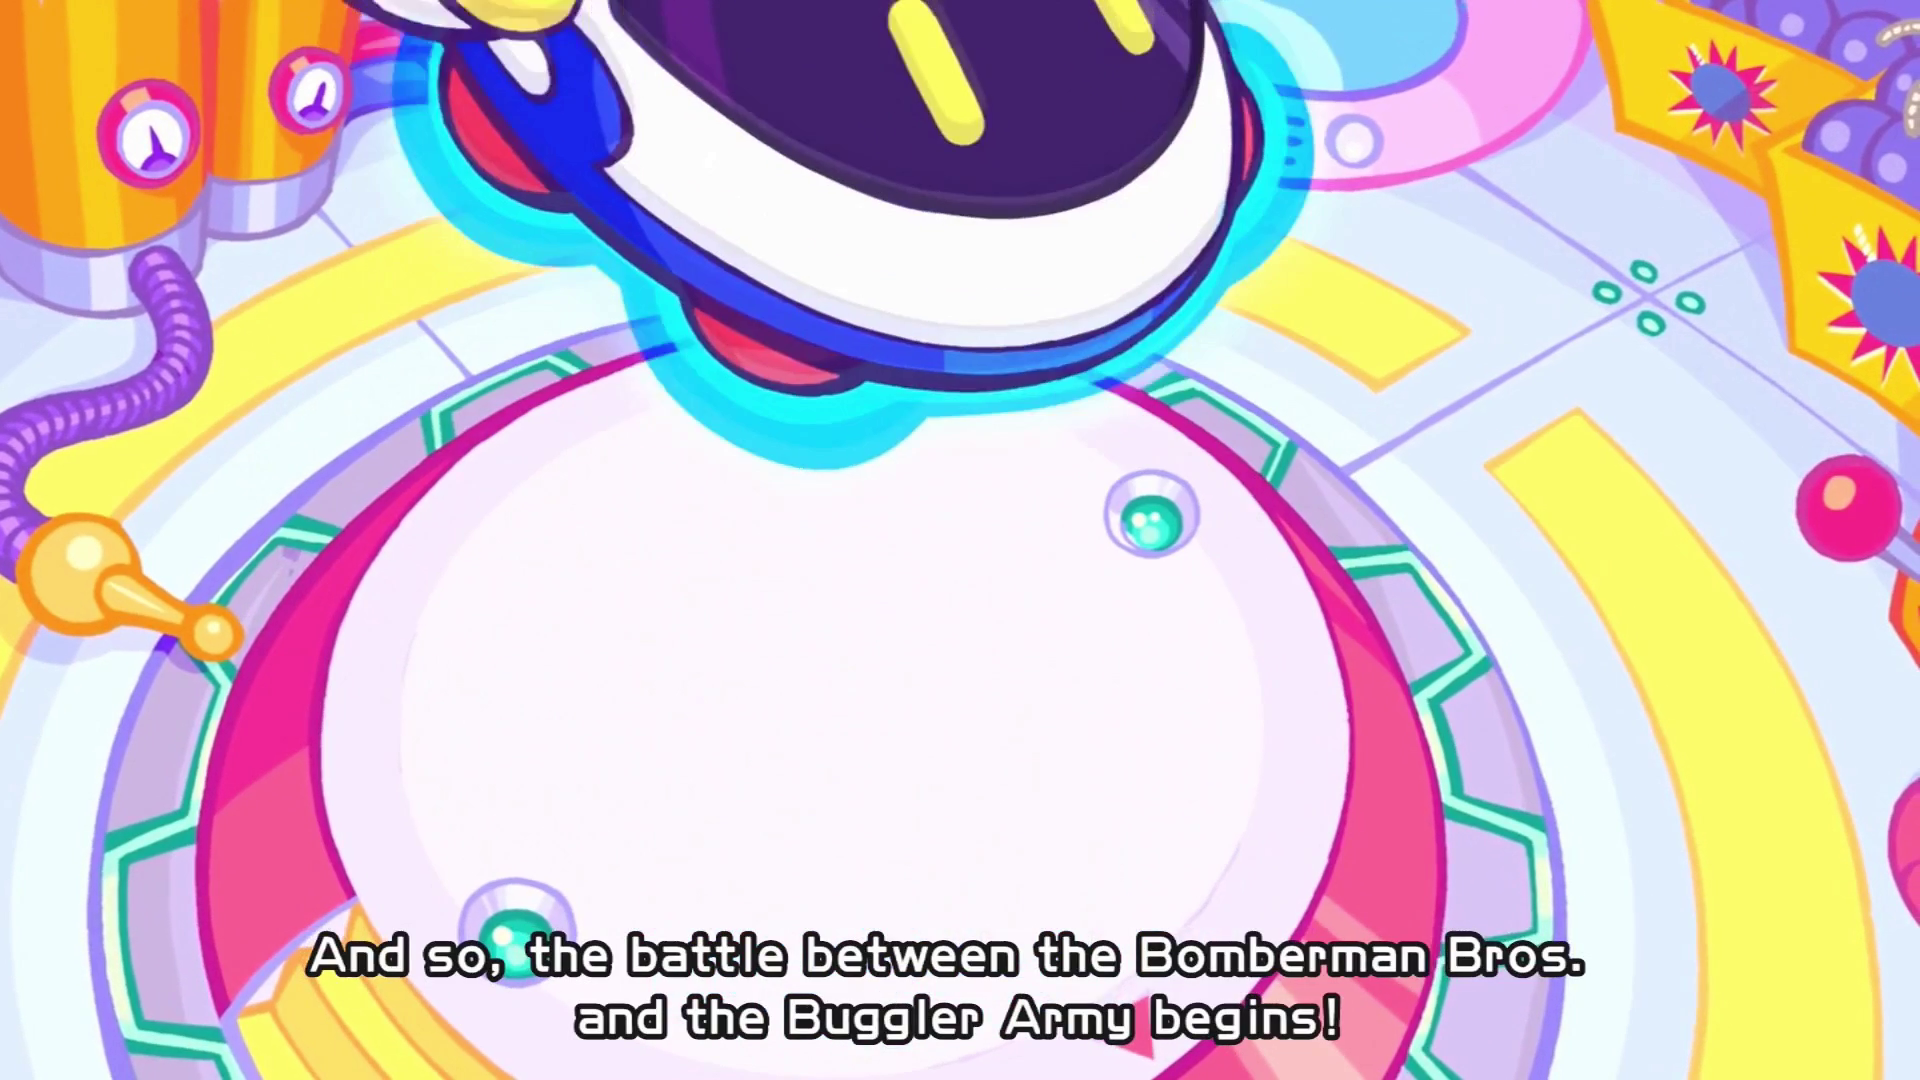 And so, the battle between the Bomberman Bros.
and the Buggler Army begins!